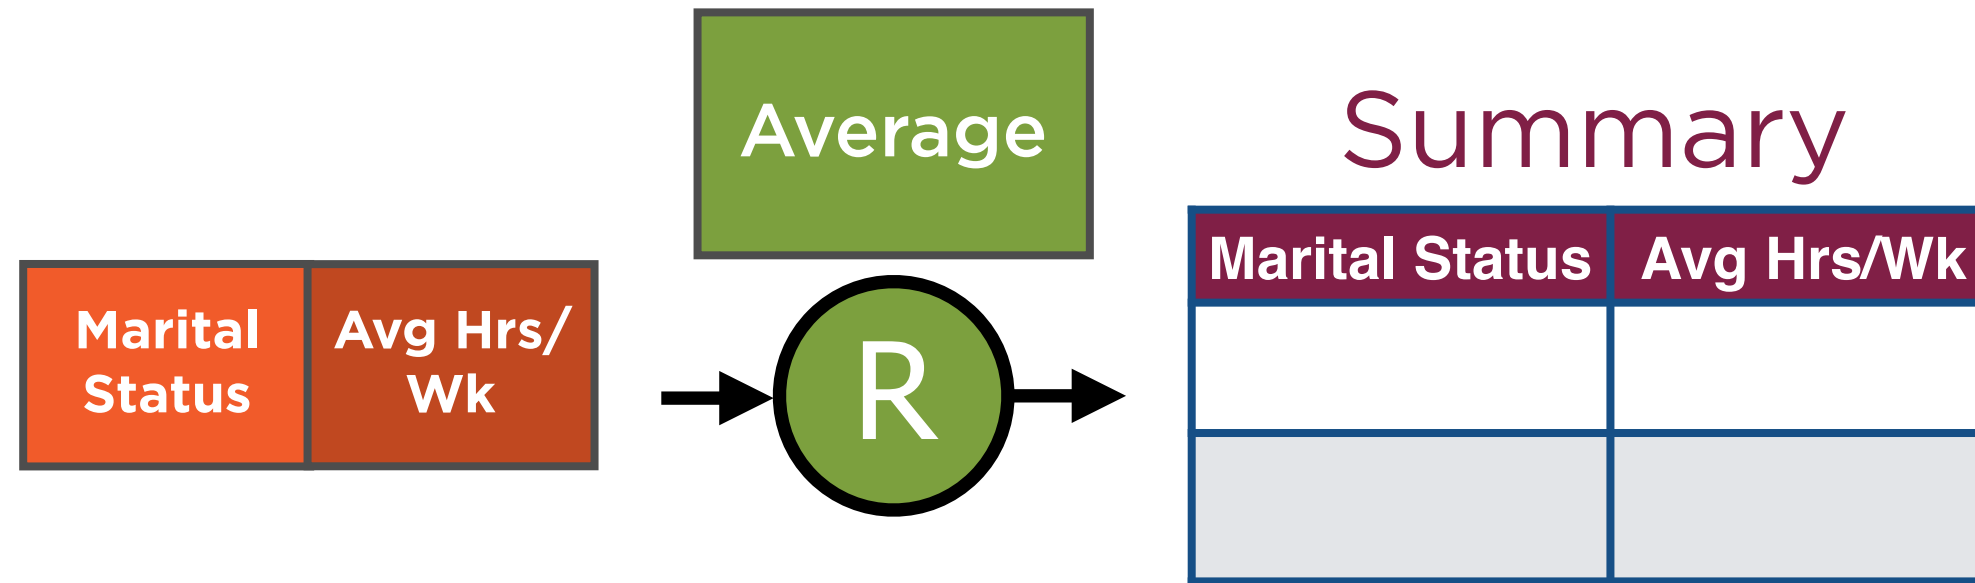 Average
Summary
Marital Status Avg Hrs/Wk
Marital
Status
Avg Hrs/
Wk
R